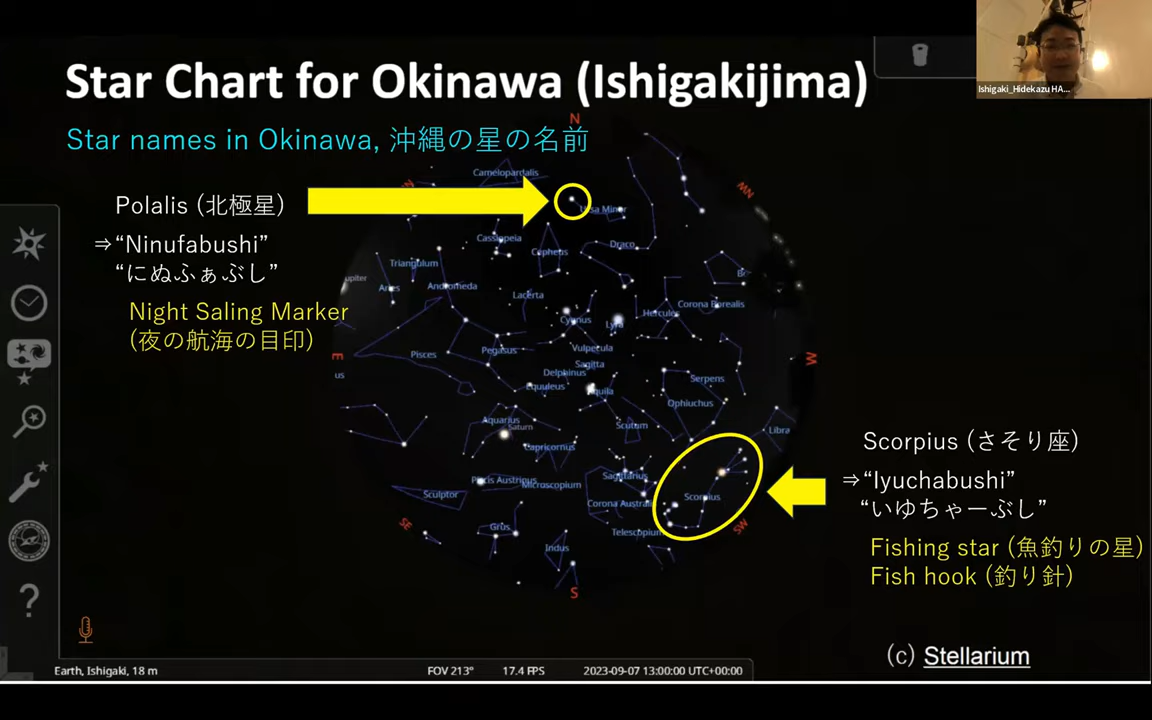 Ishigaki_Hidekazu HA...
Star Chart for Okinawa (Ishigakijima)
Star names in Okinawa, 沖縄の星の名前
Polalis (北極星)
⇒“Ninufabushi”
“にぬふぁぶし”
Night Saling Marker
(夜の航海の目印)
Scorpius (さそり座)
⇒“Iyuchabushi”
“いゆちゃーぶし”
Fishing star (魚釣りの星)
Fish hook (釣り針)
(c) Stellarium
N
NW
Camelopardalis
Ursa Minor
Cassiopeia
Cepheus
Draco
Triangulum
Aries
Andromeda
Lacerta
Cygnus
Lyra
Hercules
Corona Borealis
E
Pisces
Pegasus
Vulpecula
Sagitta
Delphinus
Equuleus
Aquila
Serpens
Ophiuchus
W
us
Aquarius
Saturn
Scutum
Libra
Capricornus
Sculptor
Piscis Austrinus
Microscopium
Sagittarius
Corona Australi
Scorpius
SE
Grus
Telescopium
SW
Indus
S
Earth, Ishigaki, 18 m
FOV 213°
17.4 FPS
2023-09-07 13:00:00 UTC+00:00